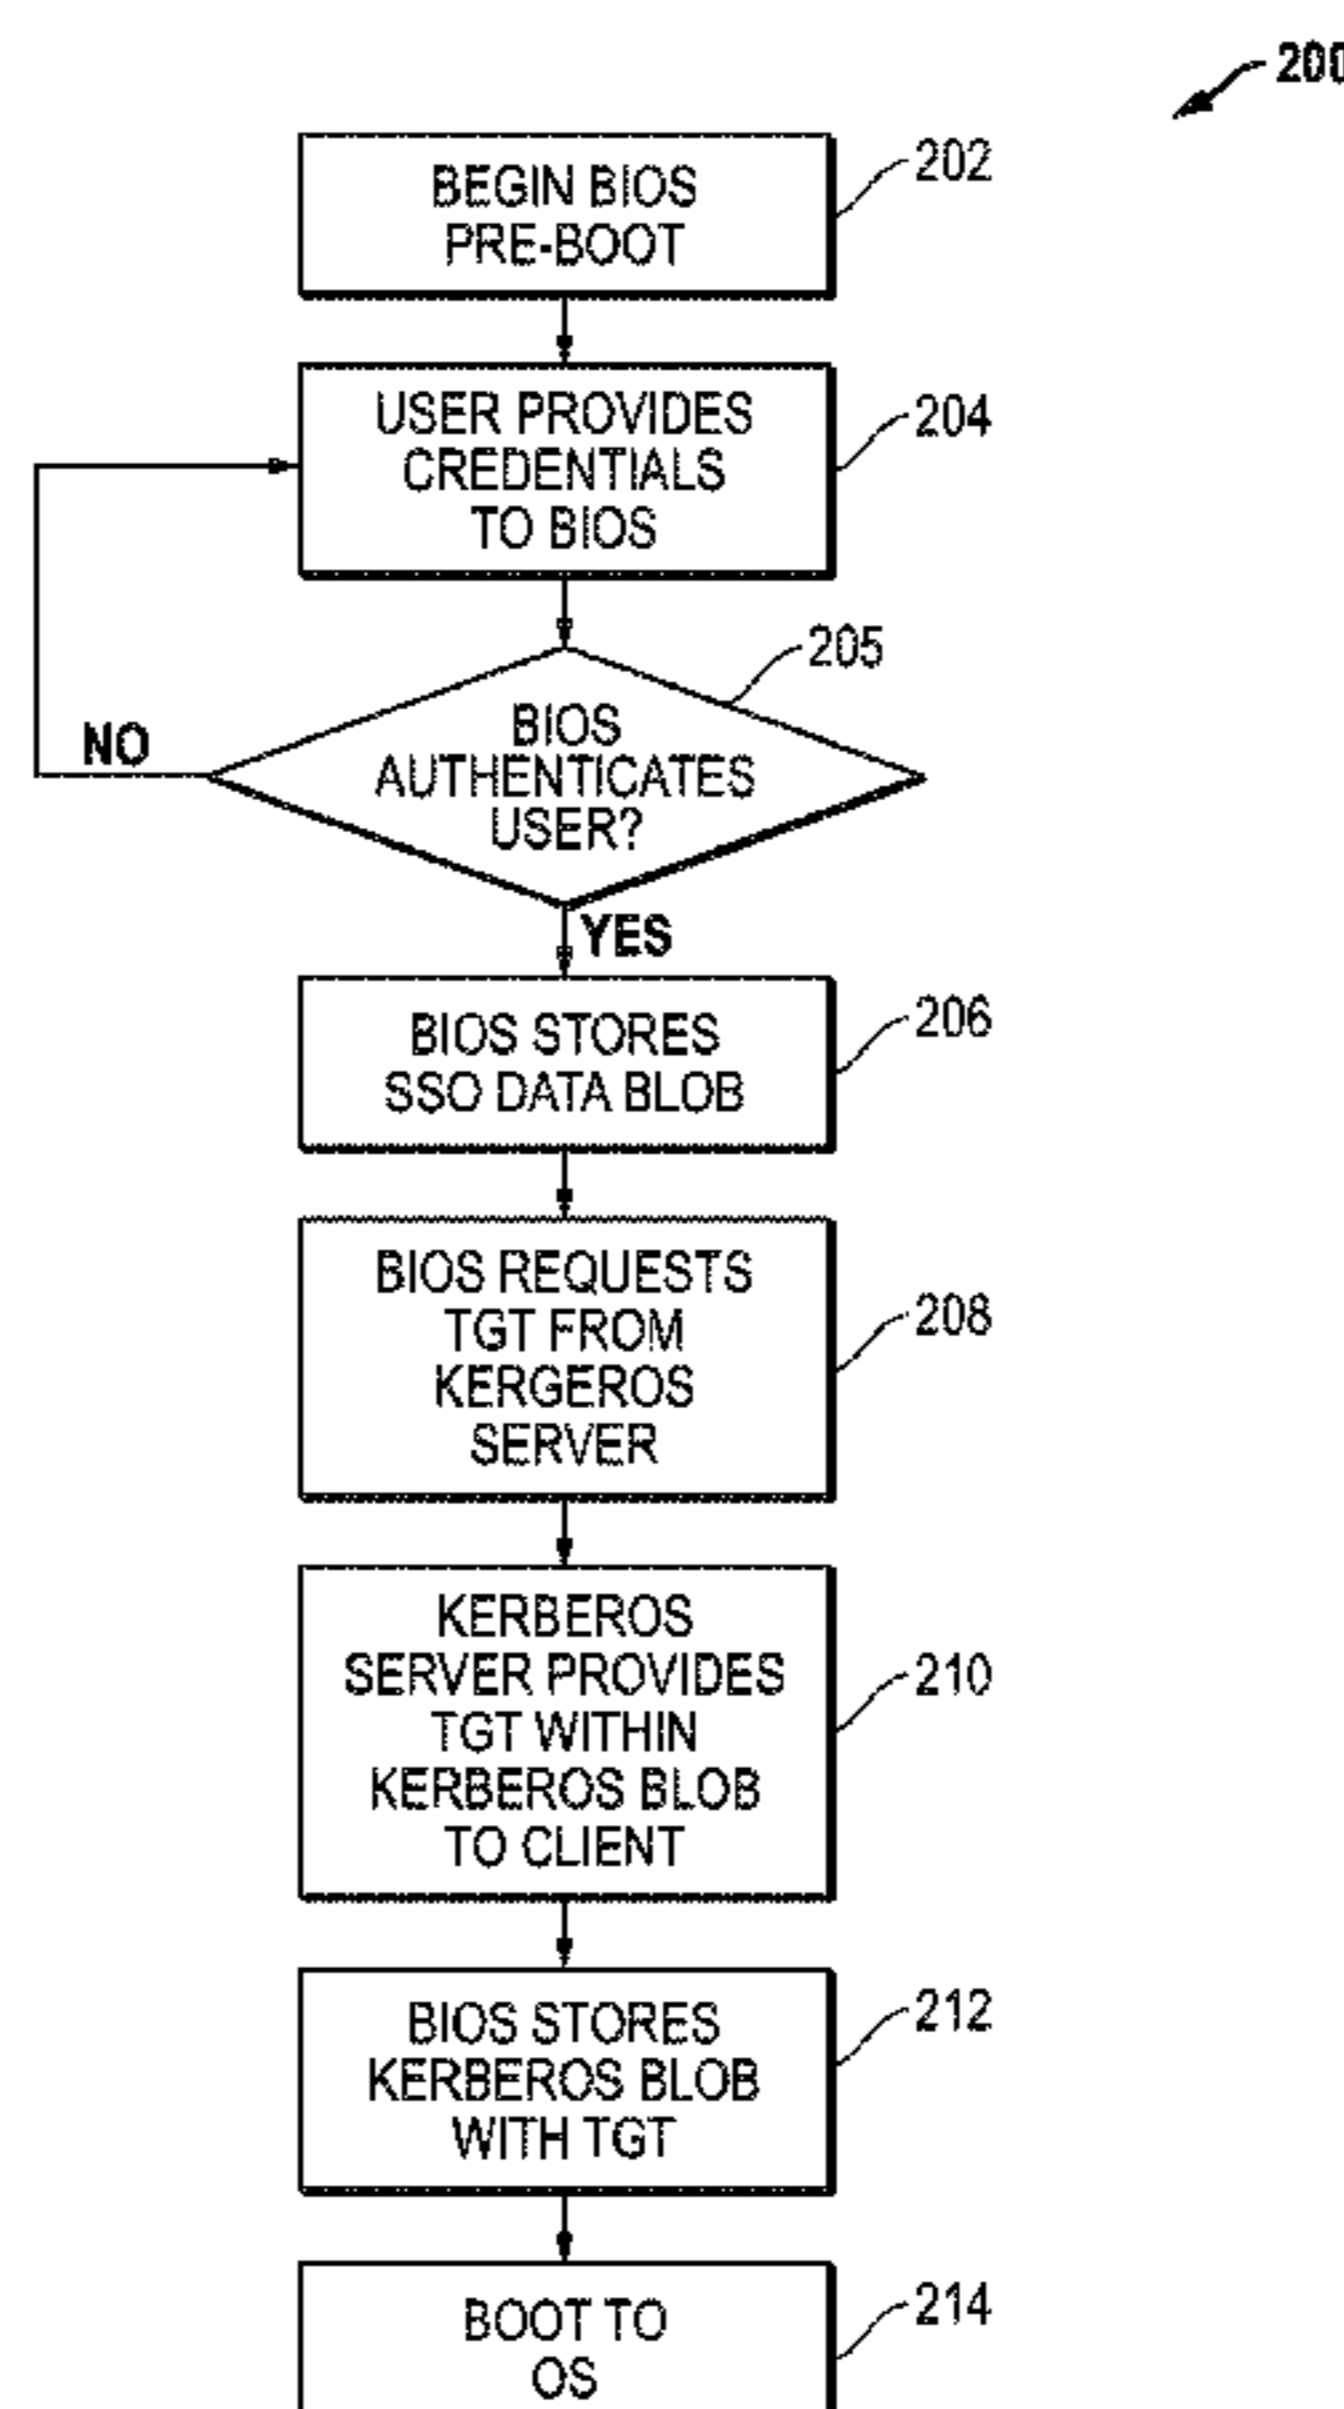 200
BEGIN BIOS
PRE-BOOT
202
USER PROVIDES
CREDENTIALS
TO BIOS
204
BIOS
AUTHENTICATES
USER?
205
NO
YES
BIOS STORES
SSO DATA BLOB
206
BIOS REQUESTS
TGT FROM
KERGEROS
SERVER
208
KERBEROS
SERVER PROVIDES
TGT WITHIN
KERBEROS BLOB
TO CLIENT
210
BIOS STORES
KERBEROS BLOB
WITH TGT
212
BOOT TO
OS
214